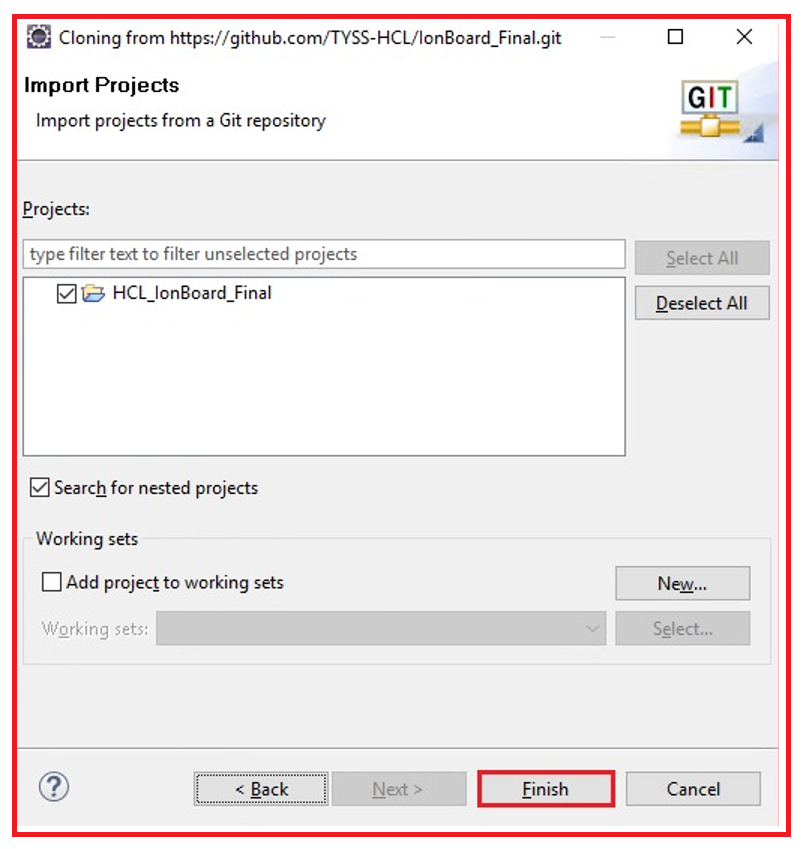 Cloning from https://github.com/TYSS-HCL/IonBoard_Final.git
Import Projects
Import projects from a Git repository
GIT
Projects:
type filter text to filter unselected projects
Select All
HCL_IonBoard_Final
Deselect All
Search for nested projects
Working sets
Add project to working sets
New...
Working sets:
Select...
?
< Back
Next >
Finish
Cancel